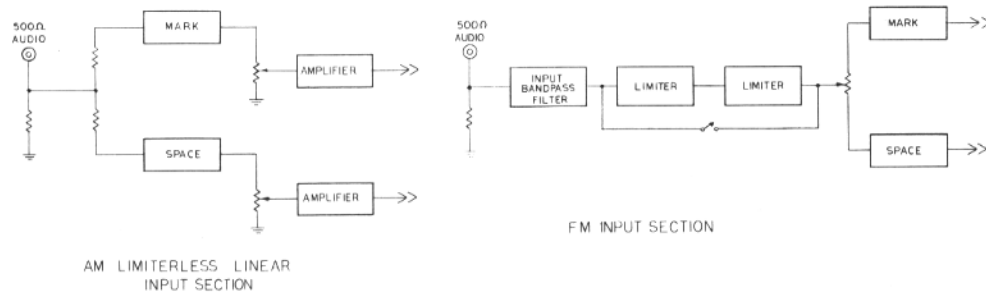 500Ω
AUDIO
MARK
AMPLIFIER
SPACE
AMPLIFIER
AM LIMITERLESS LINEAR
INPUT SECTION
500Ω
AUDIO
INPUT
BANDPASS
FILTER
LIMITER
LIMITER
MARK
SPACE
FM INPUT SECTION